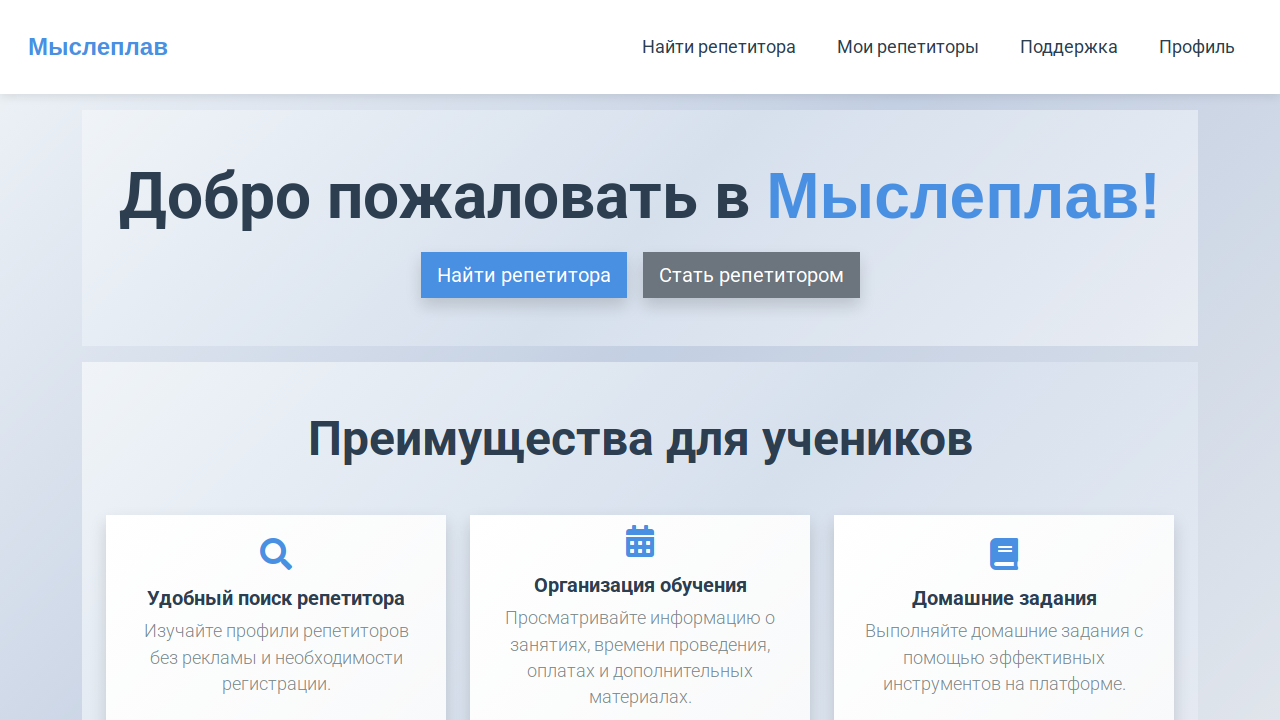 Мыслеплав
Найти репетитора
Мои репетиторы
Поддержка
Профиль
Добро пожаловать в Мыслеплав!
Найти репетитора
Стать репетитором
Преимущества для учеников
Удобный поиск репетитора
Изучайте профили репетиторов
без рекламы и необходимости
регистрации.
Организация обучения
Просматривайте информацию о
занятиях, времени проведения,
оплатах и дополнительных
материалах.
Домашние задания
Выполняйте домашние задания с
помощью эффективных
инструментов на платформе.